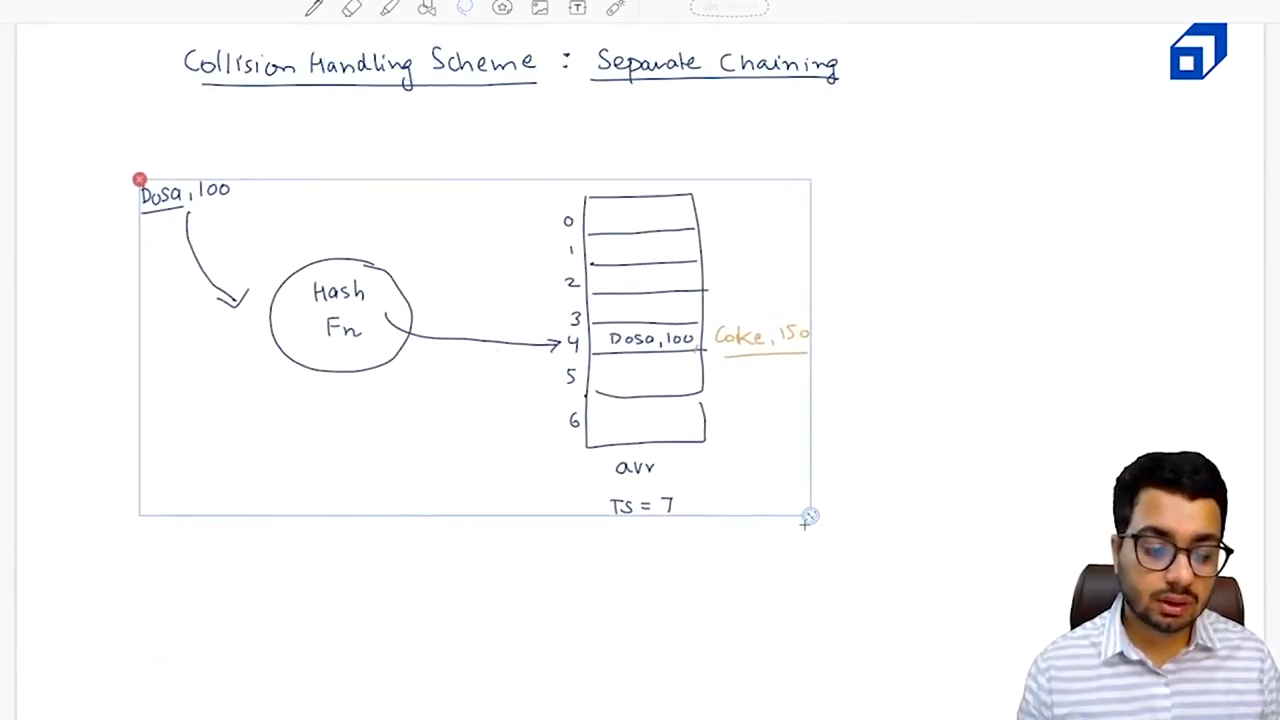 Collision Handling Scheme : Separate Chaining
Dosa, 100
Hash
Fn
0
1
2
3
4 Dosa, 100 Coke, 150
5
6
arr
TS = 7